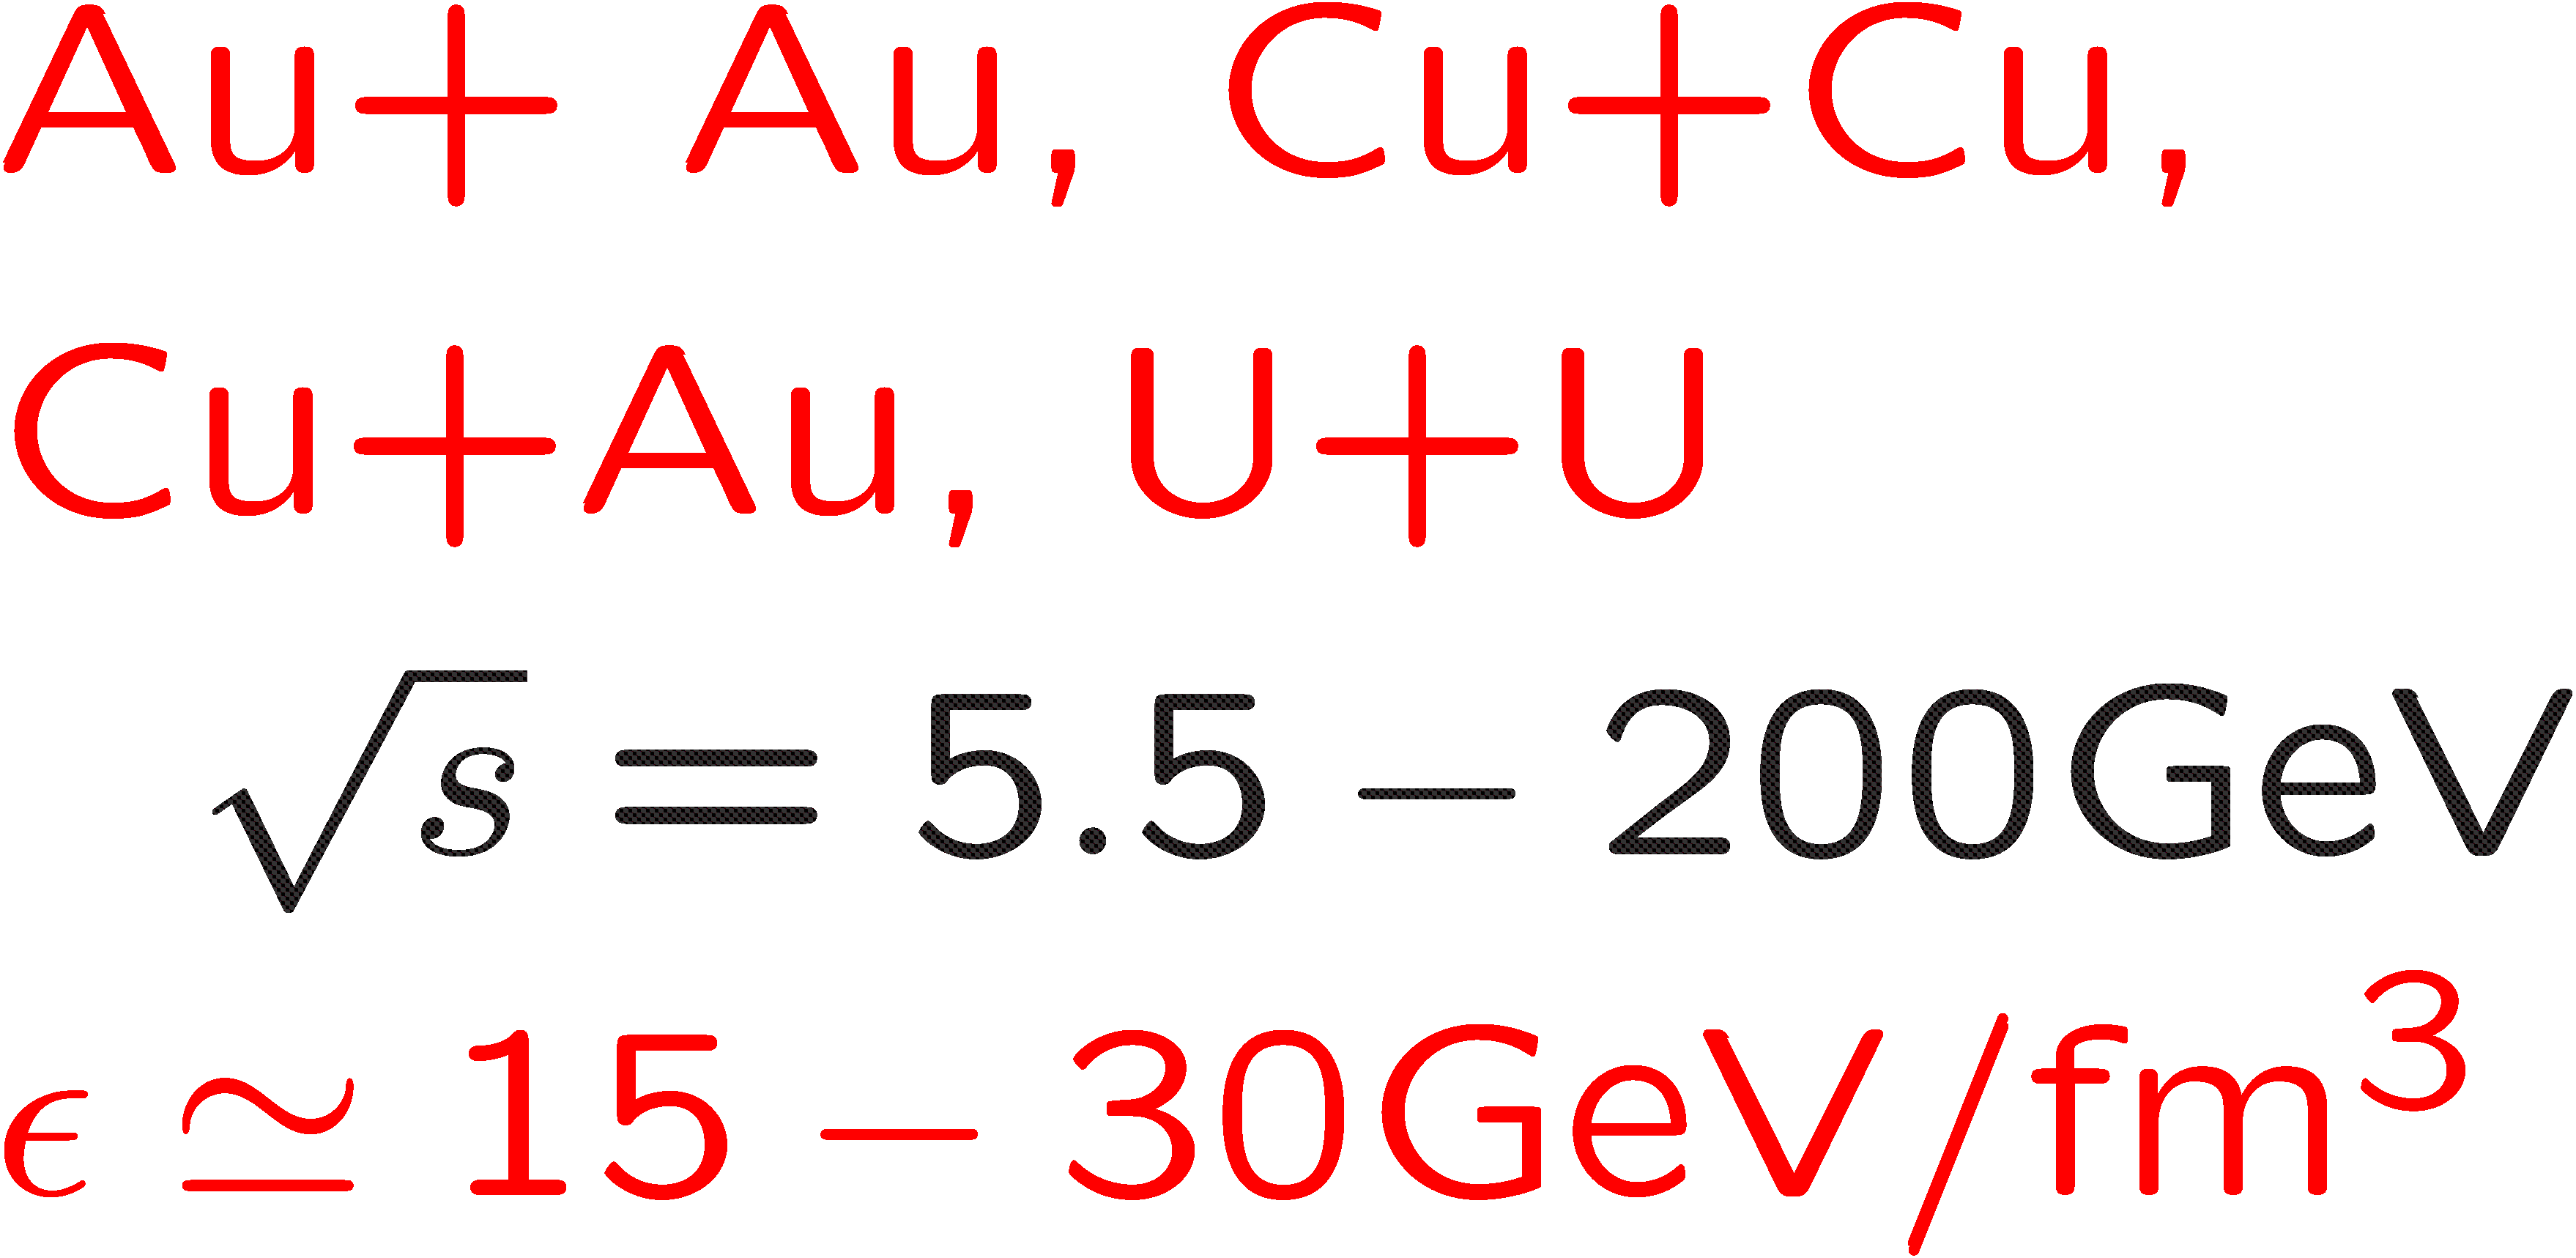 Au+ Au, Cu+Cu,
Cu+Au, U+U
√s = 5.5 − 200GeV
ϵ ≃ 15 − 30GeV/fm³